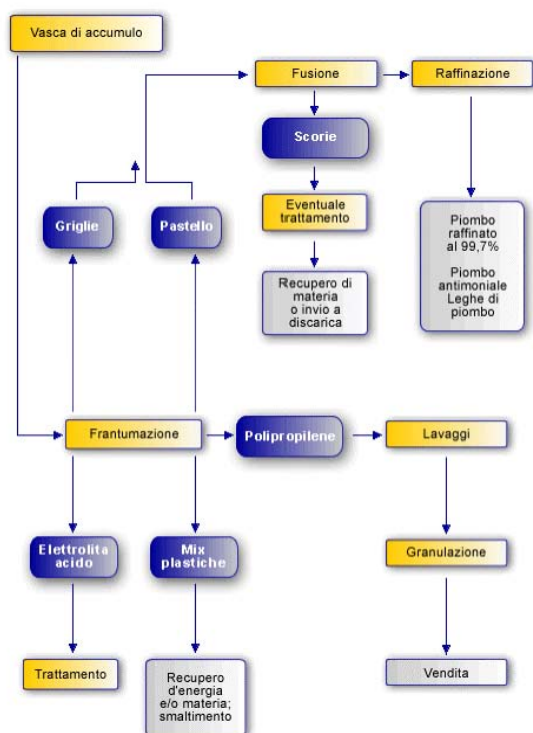 Vasca di accumulo
Fusione
Raffinazione
Scorie
Griglie
Pastello
Eventuale
trattamento
Piombo
raffinato
al 99,7%
Piombo
antimoniale
Leghe di
piombo
Recupero di
materia
o invio a
discarica
Frantumazione
Polipropilene
Lavaggi
Elettrolita
acido
Mix
plastiche
Granulazione
Trattamento
Recupero
d'energia
e/o materia;
smaltimento
Vendita